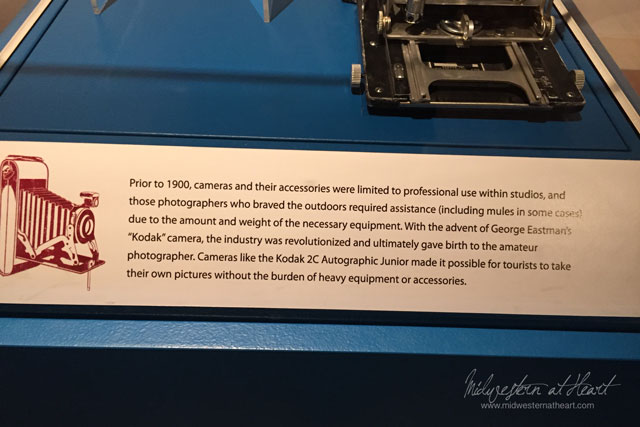 Prior to 1900, cameras and their accessories were limited to professional use within studios, and
those photographers who braved the outdoors required assistance (including mules in some cases)
due to the amount and weight of the necessary equipment. With the advent of George Eastman's
"Kodak" camera, the industry was revolutionized and ultimately gave birth to the amateur
photographer. Cameras like the Kodak 2C Autographic Junior made it possible for tourists to take
their own pictures without the burden of heavy equipment or accessories.
Midwestern at Heart
www.midwesternatheart.com